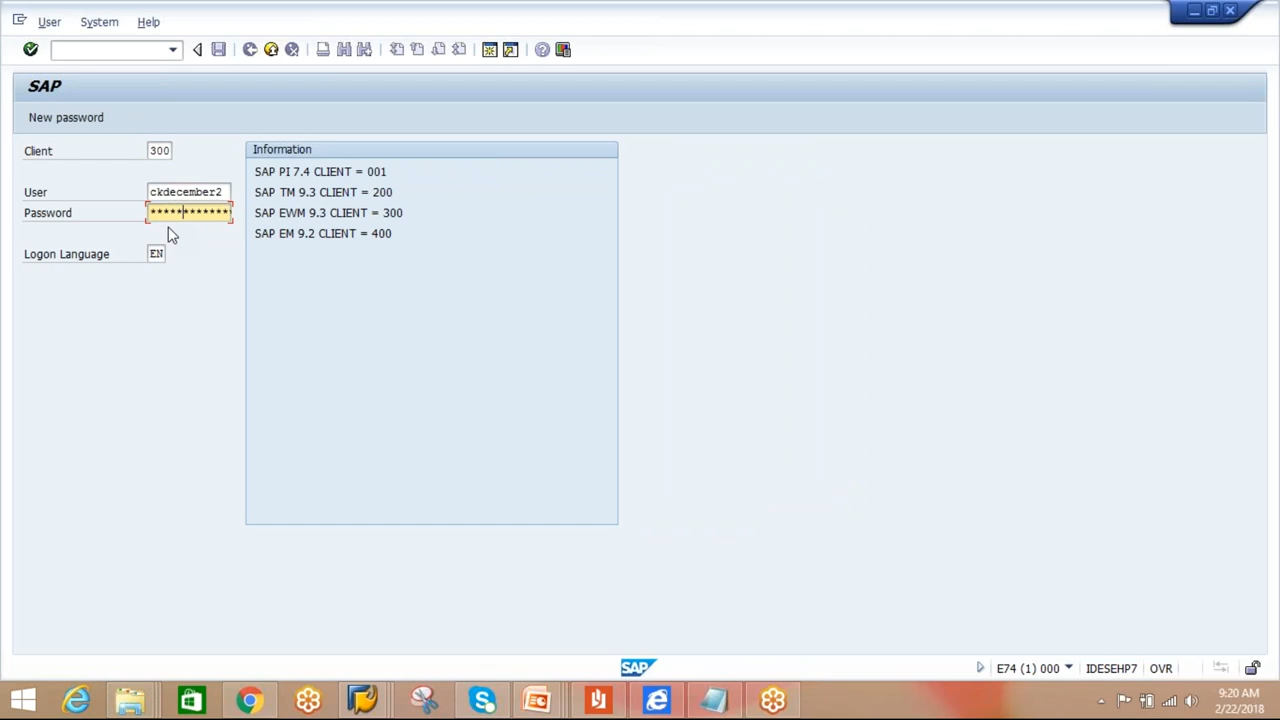 User System Help
SAP
New password
Client 300
Information
SAP PI 7.4 CLIENT = 001
User ckdecember2
SAP TM 9.3 CLIENT = 200
Password *************
SAP EWM 9.3 CLIENT = 300
SAP EM 9.2 CLIENT = 400
Logon Language EN
SAP
E74 (1) 000 IDESEHP7 OVR
9:20 AM
2/22/2018